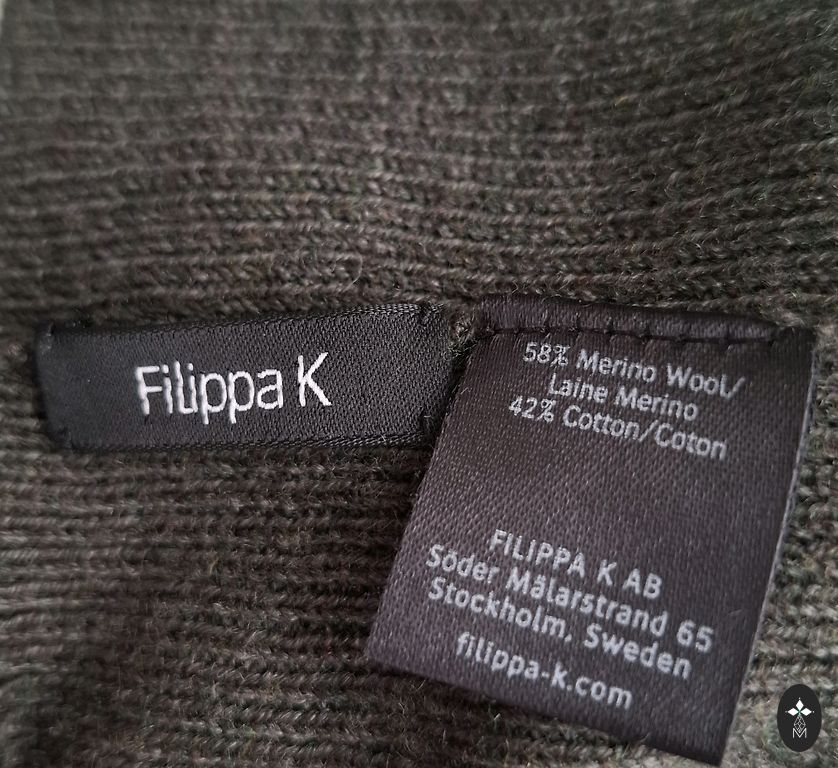 Filippa K
58% Merino Wool/
Laine Merino
42% Cotton/Coton
FILIPPA K AB
Söder Mälarstrand 65
Stockholm, Sweden
filippa-k.com
M